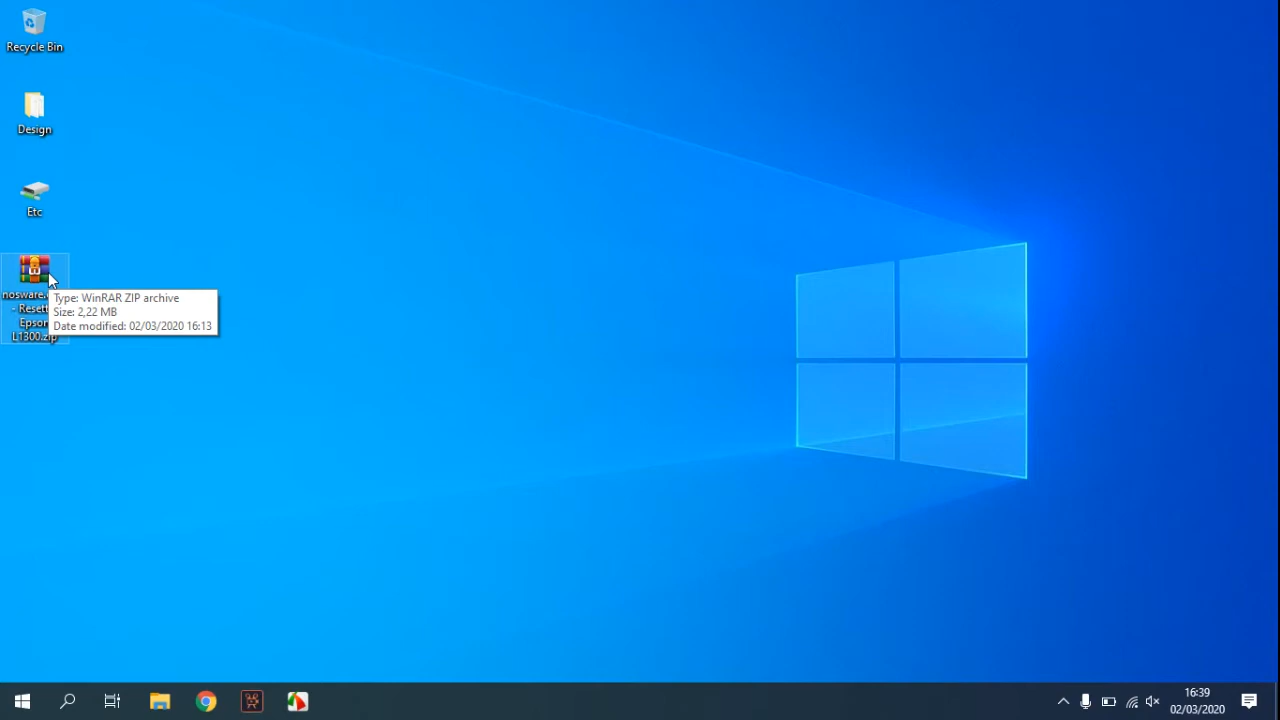 Recycle Bin
Design
Etc
nosware.
- Reset
Epson
L1300.zip
Type: WinRAR ZIP archive
Size: 2,22 MB
Date modified: 02/03/2020 16:13
16:39
02/03/2020